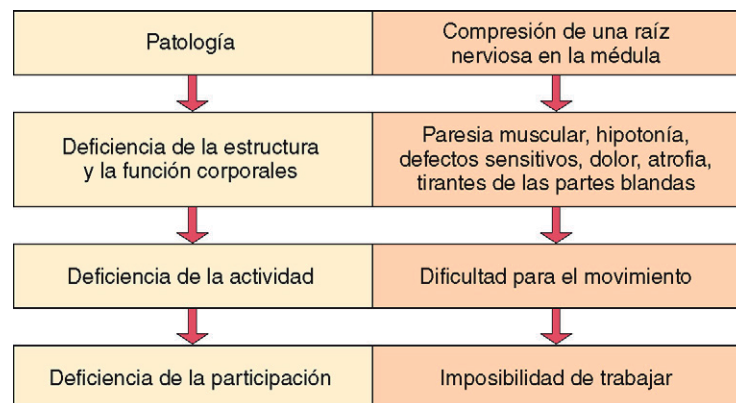 Patología
Compresión de una raíz
nerviosa en la médula
Deficiencia de la estructura
y la función corporales
Paresia muscular, hipotonía,
defectos sensitivos, dolor, atrofia,
tirantes de las partes blandas
Deficiencia de la actividad
Dificultad para el movimiento
Deficiencia de la participación
Imposibilidad de trabajar